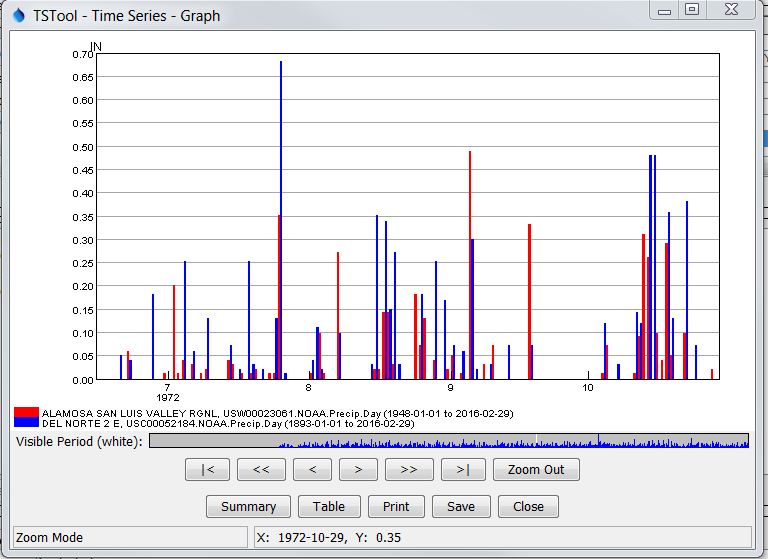 TSTool - Time Series - Graph
IN
0.70
0.65
0.60
0.55
0.50
0.45
0.40
0.35
0.30
0.25
0.20
0.15
0.10
0.05
0.00
7 8 9 10
1972
ALAMOSA SAN LUIS VALLEY RGNL, USW00023061.NOAA.Precip.Day (1948-01-01 to 2016-02-29)
DEL NORTE 2 E, USC00052184.NOAA.Precip.Day (1893-01-01 to 2016-02-29)
Visible Period (white):
|< << < > >> >| Zoom Out
Summary Table Print Save Close
Zoom Mode X: 1972-10-29, Y: 0.35